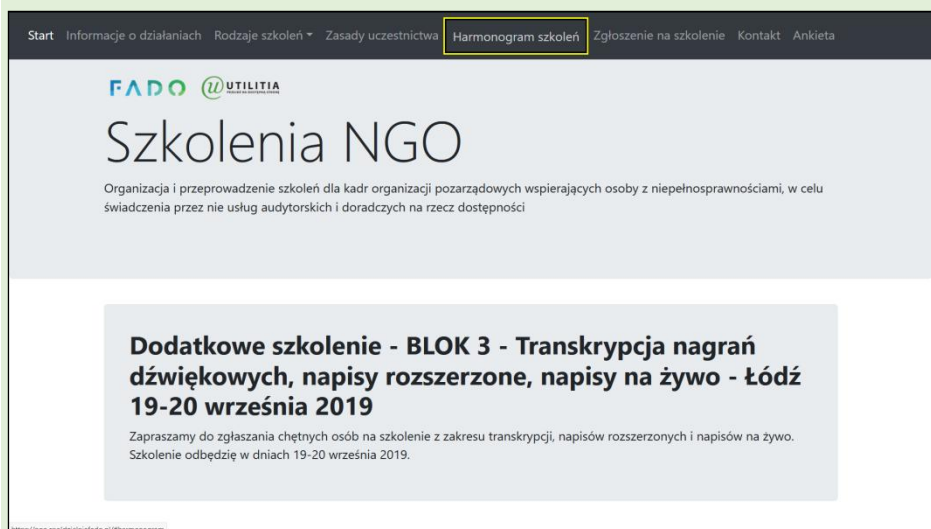 Start Informacje o działaniach Rodzaje szkoleń Zasady uczestnictwa Harmonogram szkoleń Zgłoszenie na szkolenie Kontakt Ankieta
FADO UTILITIA
Szkolenia NGO
Organizacja i przeprowadzenie szkoleń dla kadr organizacji pozarządowych wspierających osoby z niepełnosprawnościami, w celu
świadczenia przez nie usług audytorskich i doradczych na rzecz dostępności
Dodatkowe szkolenie - BLOK 3 - Transkrypcja nagrań
dźwiękowych, napisy rozszerzone, napisy na żywo - Łódź
19-20 września 2019
Zapraszamy do zgłaszania chętnych osób na szkolenie z zakresu transkrypcji, napisów rozszerzonych i napisów na żywo.
Szkolenie odbędzię w dniach 19-20 września 2019.